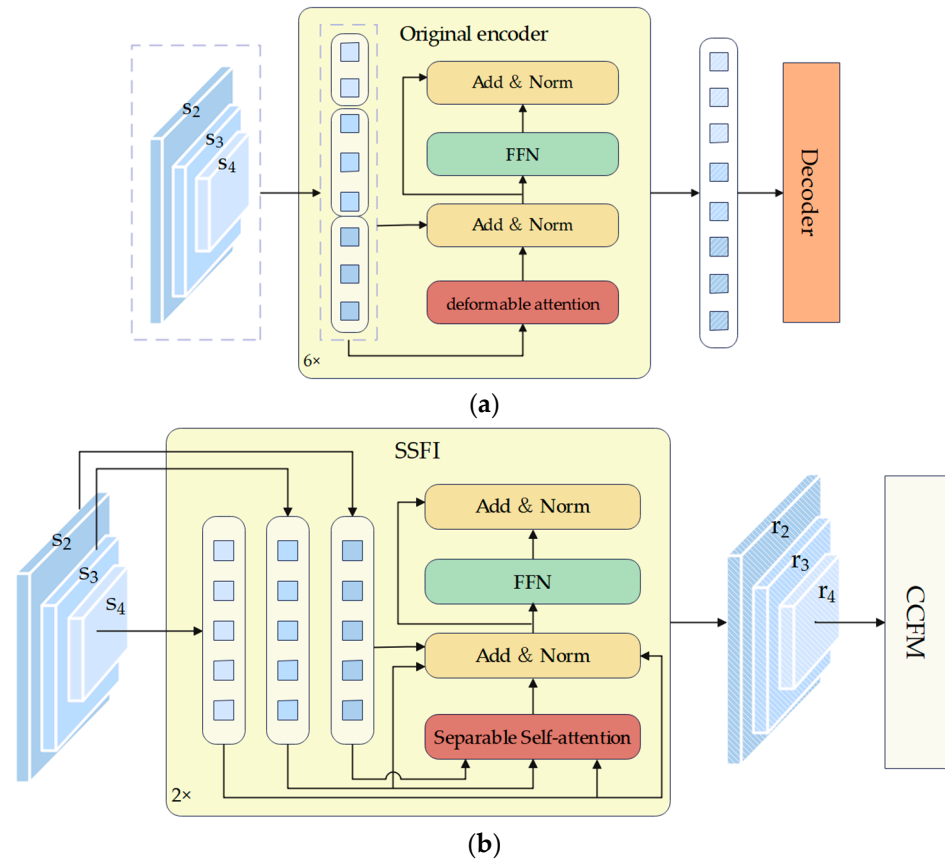 Original encoder
s2
s3
s4
Add & Norm
FFN
Add & Norm
deformable attention
6×
Decoder
(a)
SSFI
s2
s3
s4
Add & Norm
FFN
Add & Norm
Separable Self-attention
2×
r2
r3
r4
CCFM
(b)